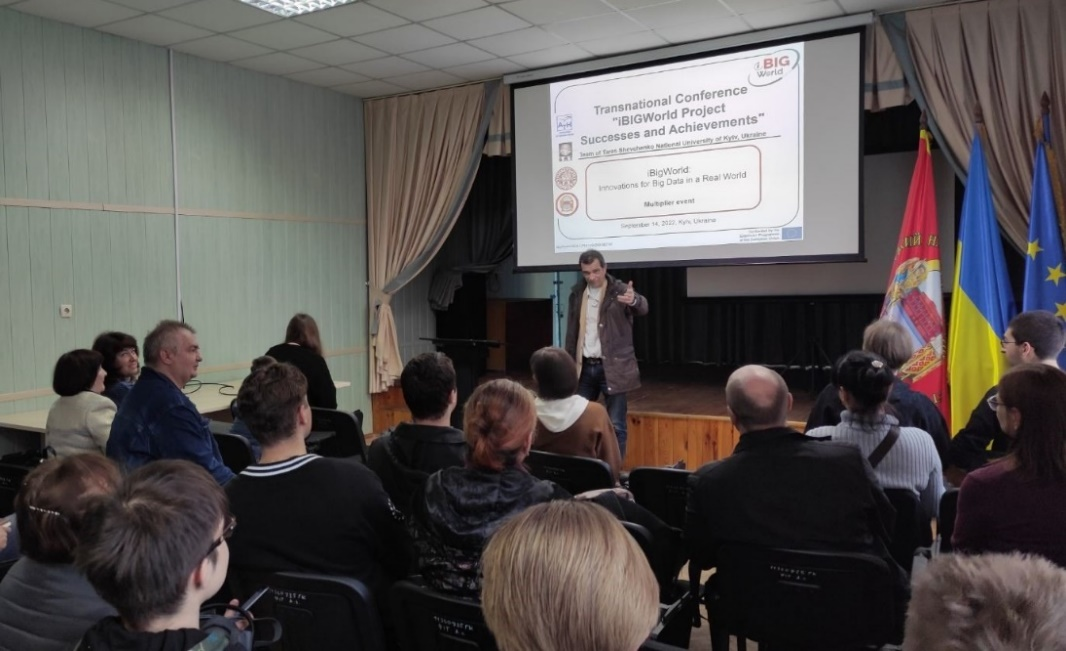 iBIG
World
Transnational Conference
"iBIGWorld Project
Successes and Achievements"
Team of Taras Shevchenko National University of Kyiv, Ukraine
iBigWorld:
Innovations for Big Data in a Real World
Multiplier event
September 14, 2022, Kyiv, Ukraine